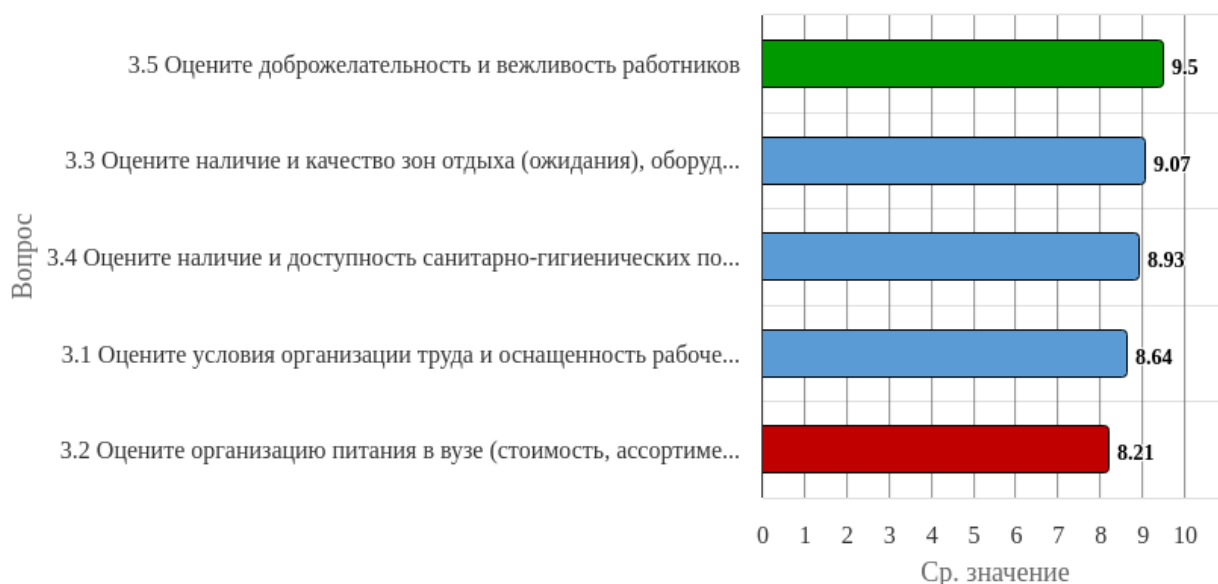 3.5 Оцените доброжелательность и вежливость работников
9.5
3.3 Оцените наличие и качество зон отдыха (ожидания), оборуд...
9.07
Вопрос
3.4 Оцените наличие и доступность санитарно-гигиенических по...
8.93
3.1 Оцените условия организации труда и оснащенность рабоче...
8.64
3.2 Оцените организацию питания в вузе (стоимость, ассортиме...
8.21
0 1 2 3 4 5 6 7 8 9 10
Ср. значение